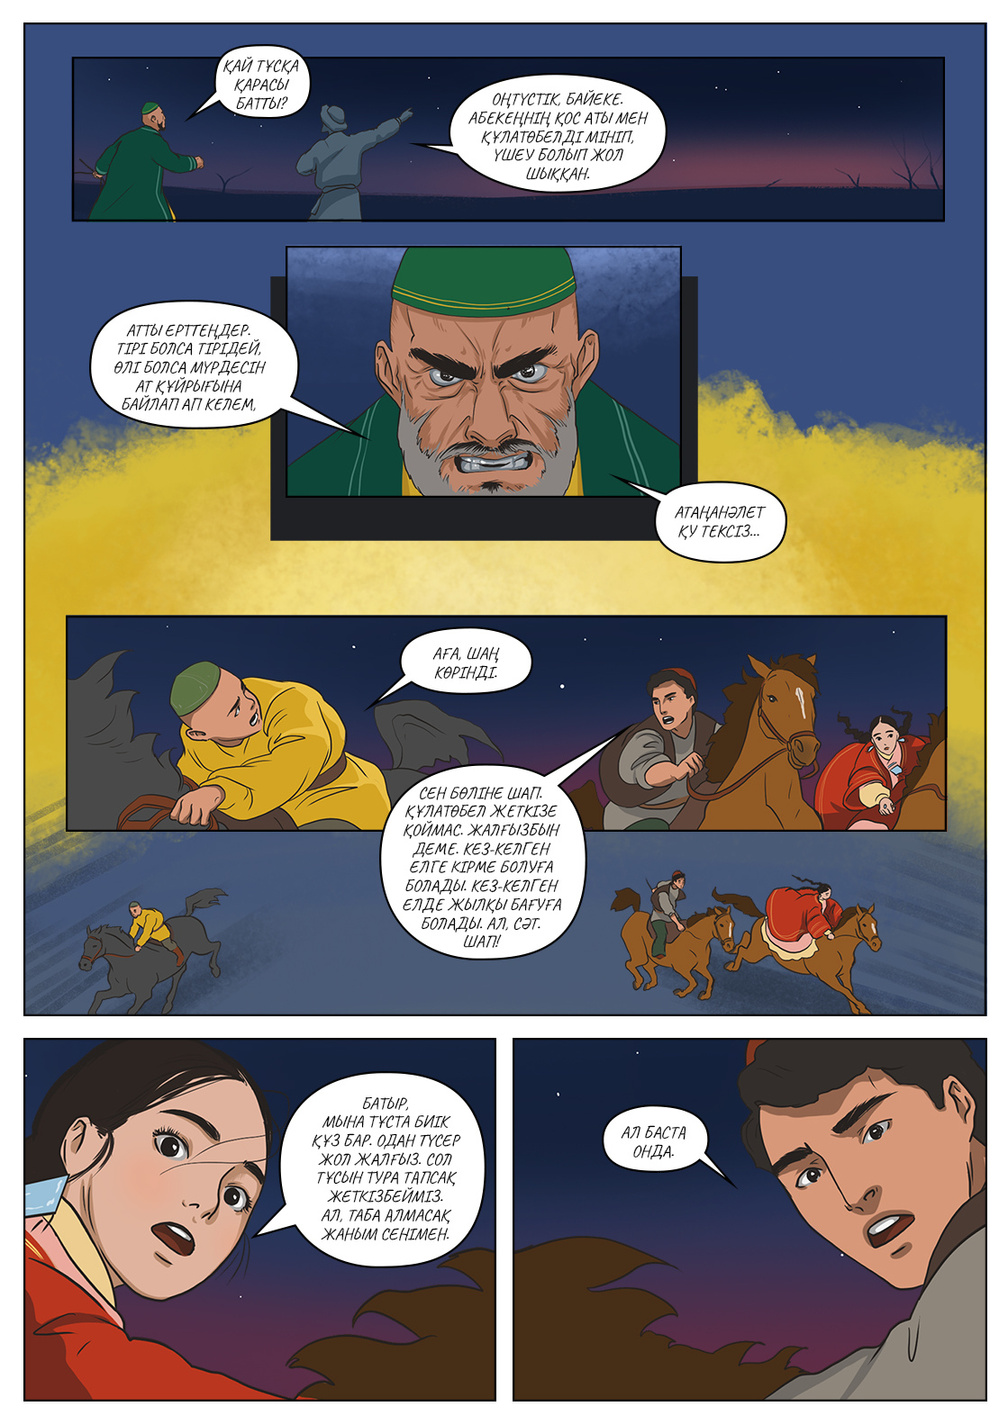 ҚАЙ ТҰСҚА
ҚАРАСЫ
БАТТЫ?
ОҢТҮСТІК, БАЙЕКЕ.
АБЕКЕҢНІҢ ҚОС АТЫ МЕН
ҚҰЛАТӨБЕЛДІ МІНІП,
ҮШЕУ БОЛЫП ЖОЛ
ШЫҚҚАН.
АТТЫ ЕРТТЕҢДЕР.
ТІРІ БОЛСА ТІРІДЕЙ,
ӨЛІ БОЛСА МҮРДЕСІН
АТ ҚҰЙРЫҒЫНА
БАЙЛАП АП КЕЛЕМ,
АТАҢАНӘЛЕТ
ҚУ ТЕКСІЗ...
АҒА, ШАҢ
КӨРІНДІ.
СЕН БӨЛІНЕ ШАП.
ҚҰЛАТӨБЕЛ ЖЕТКІЗЕ
ҚОЙМАС. ЖАЛҒЫЗБЫН
ДЕМЕ. КЕЗ-КЕЛГЕН
ЕЛГЕ КІРМЕ БОЛУҒА
БОЛАДЫ. КЕЗ-КЕЛГЕН
ЕЛДЕ ЖЫЛҚЫ БАҒУҒА
БОЛАДЫ. АЛ, СӘТ.
ШАП!
БАТЫР,
МЫНА ТҰСТА БИІК
ҚҰЗ БАР. ОДАН ТҮСЕР
ЖОЛ ЖАЛҒЫЗ. СОЛ
ТҰСЫН ТУРА ТАПСАҚ
ЖЕТКІЗБЕЙМІЗ.
АЛ, ТАБА АЛМАСАҚ
ЖАНЫМ СЕНІМЕН.
АЛ БАСТА
ОНДА.